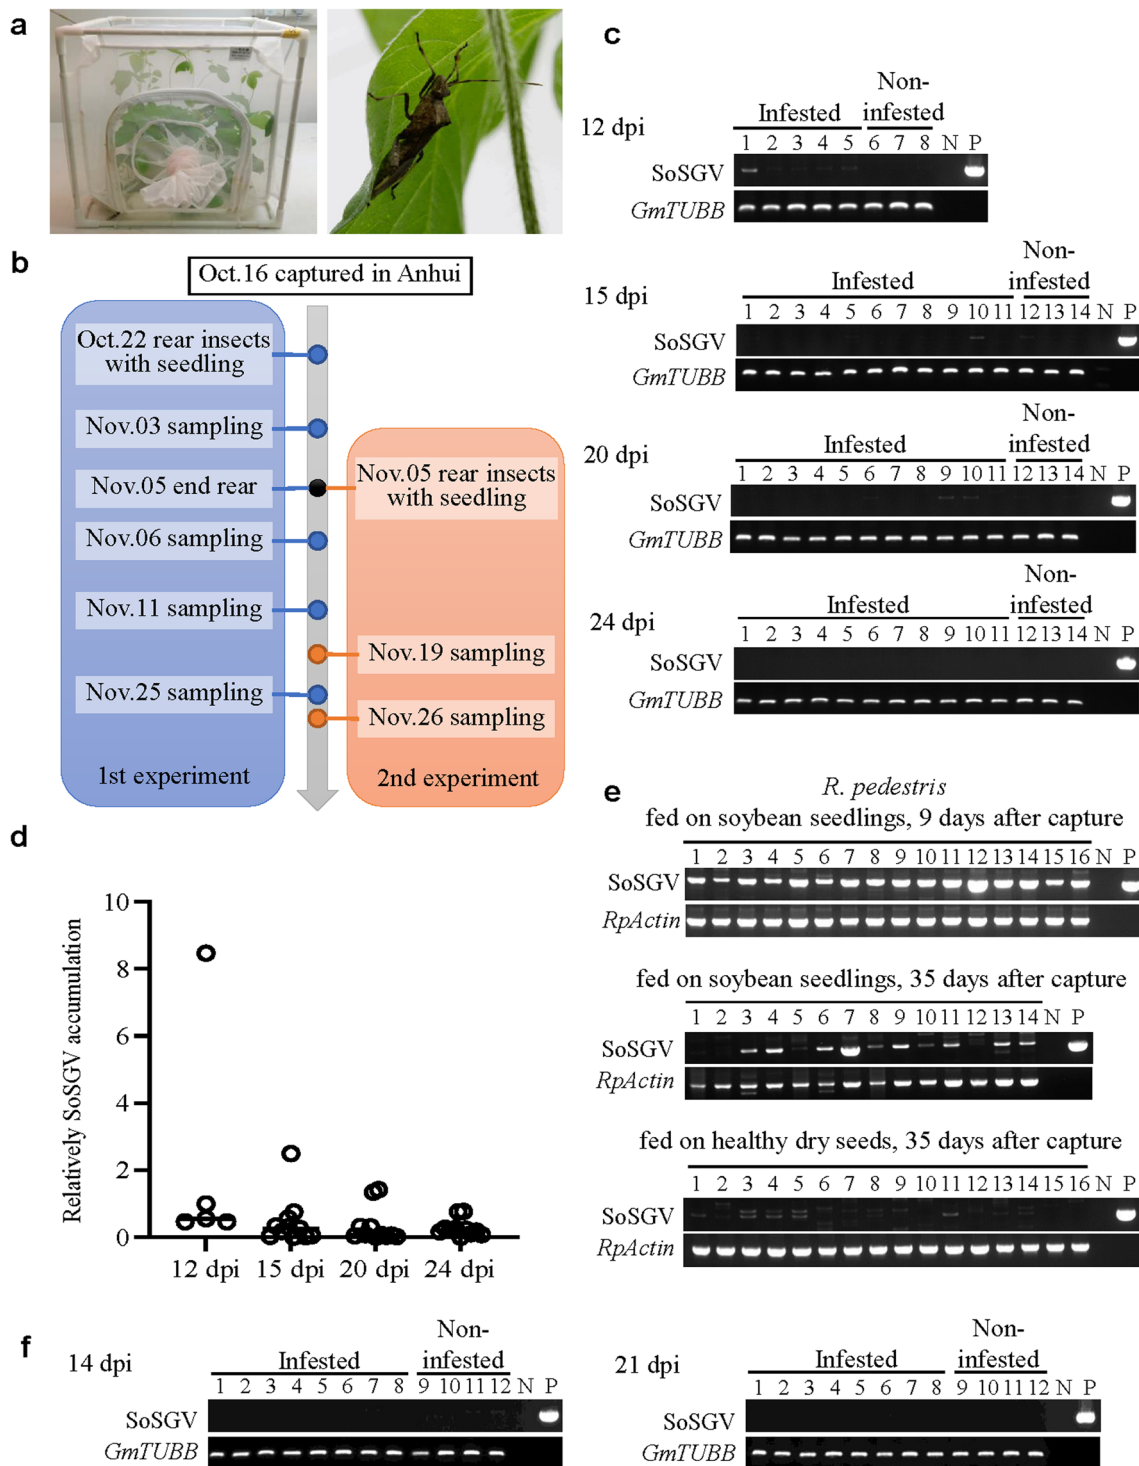 a
b
Oct.16 captured in Anhui
Oct.22 rear insects
with seedling
Nov.03 sampling
Nov.05 end rear
Nov.06 sampling
Nov.11 sampling
Nov.25 sampling
1st experiment
Nov.05 rear insects
with seedling
Nov.19 sampling
Nov.26 sampling
2nd experiment
c
12 dpi
Infested
Non-
infested
1 2 3 4 5 6 7 8 N P
SoSGV
GmTUBB
15 dpi
Infested
Non-
infested
1 2 3 4 5 6 7 8 9 10 11 12 13 14 N P
SoSGV
GmTUBB
20 dpi
Infested
Non-
infested
1 2 3 4 5 6 7 8 9 10 11 12 13 14 N P
SoSGV
GmTUBB
24 dpi
Infested
Non-
infested
1 2 3 4 5 6 7 8 9 10 11 12 13 14 N P
SoSGV
GmTUBB
d
Relatively SoSGV accumulation
10
8
6
4
2
0
12 dpi 15 dpi 20 dpi 24 dpi
e
R. pedestris
fed on soybean seedlings, 9 days after capture
1 2 3 4 5 6 7 8 9 10 11 12 13 14 15 16 N P
SoSGV
RpActin
fed on soybean seedlings, 35 days after capture
1 2 3 4 5 6 7 8 9 10 11 12 13 14 N P
SoSGV
RpActin
fed on healthy dry seeds, 35 days after capture
1 2 3 4 5 6 7 8 9 10 11 12 13 14 15 16 N P
SoSGV
RpActin
f
14 dpi
Infested
Non-
infested
1 2 3 4 5 6 7 8 9 10 11 12 N P
SoSGV
GmTUBB
21 dpi
Infested
Non-
infested
1 2 3 4 5 6 7 8 9 10 11 12 N P
SoSGV
GmTUBB